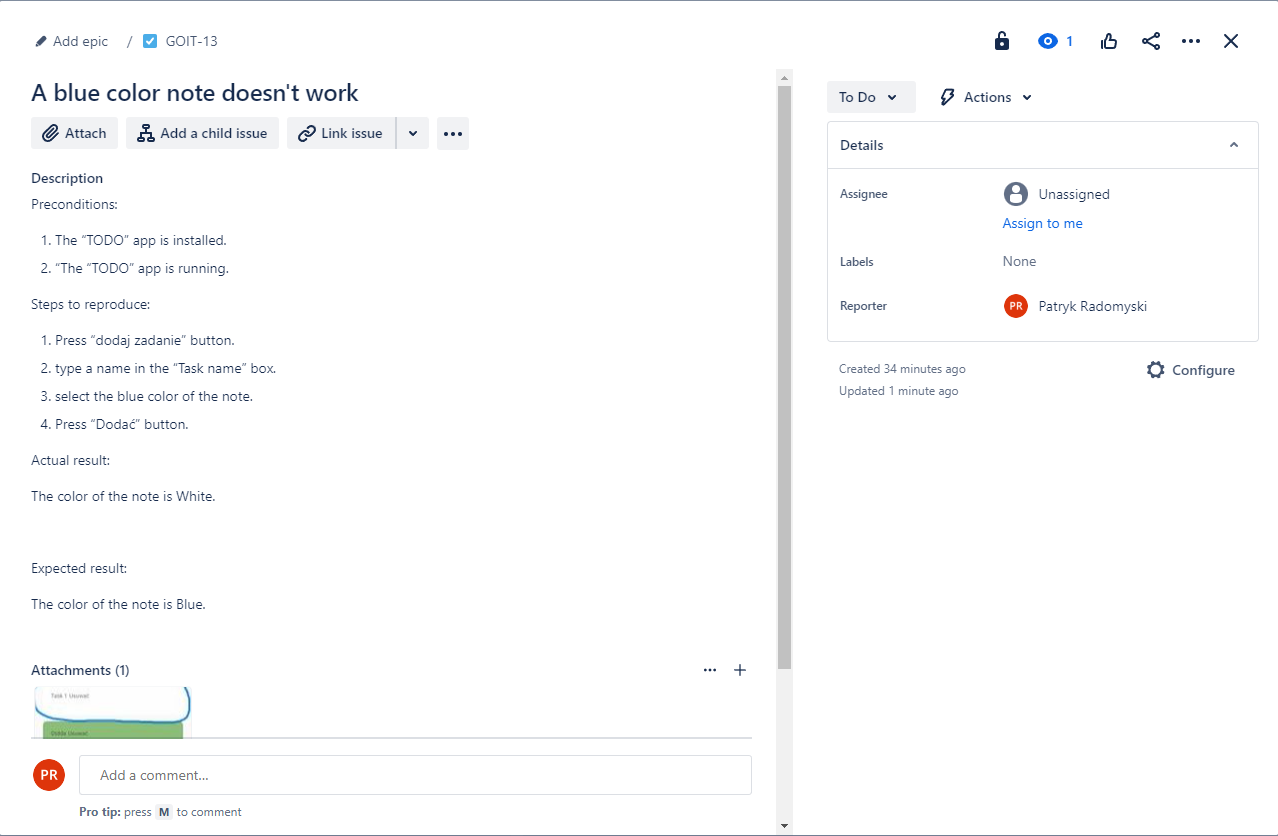 Add epic / GOIT-13
1
A blue color note doesn't work
Attach Add a child issue Link issue
To Do Actions
Description
Preconditions:
1. The “TODO” app is installed.
2. “The “TODO” app is running.
Steps to reproduce:
1. Press “dodaj zadanie” button.
2. type a name in the “Task name” box.
3. select the blue color of the note.
4. Press “Dodać” button.
Actual result:
The color of the note is White.
Expected result:
The color of the note is Blue.
Attachments (1)
Task 1 Usuwać
Usuwać
PR Add a comment...
Pro tip: press M to comment
Details
Assignee Unassigned
Assign to me
Labels None
Reporter PR Patryk Radomyski
Created 34 minutes ago Configure
Updated 1 minute ago